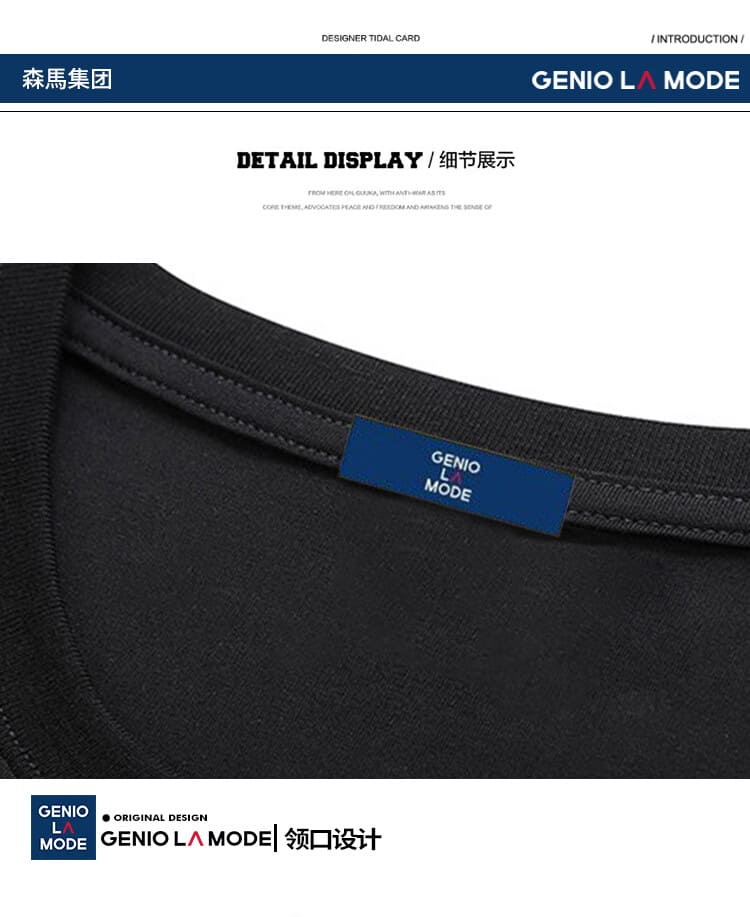 DESIGNER TIDAL CARD
/ INTRODUCTION /
森馬集团
GENIO LA MODE
DETAIL DISPLAY / 细节展示
FROM HERE ON, GUUKA, WITH ANTI-WAR AS ITS
CORE THEME, ADVOCATES PEACE AND FREEDOM AND AWAKENS THE SENSE OF
GENIO
LA
MODE
GENIO
LA
MODE
● ORIGINAL DESIGN
GENIO LA MODE | 领口设计